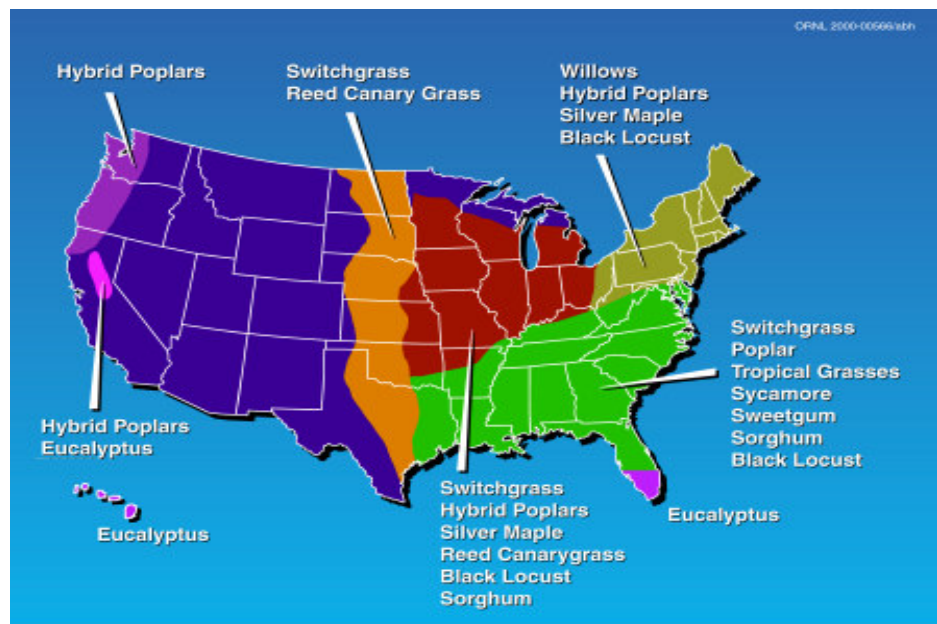 ORNL 2000-00566/abh
Hybrid Poplars
Switchgrass
Reed Canary Grass
Willows
Hybrid Poplars
Silver Maple
Black Locust
Switchgrass
Poplar
Tropical Grasses
Sycamore
Sweetgum
Sorghum
Black Locust
Hybrid Poplars
Eucalyptus
Switchgrass
Hybrid Poplars
Silver Maple
Reed Canarygrass
Black Locust
Sorghum
Eucalyptus
Eucalyptus